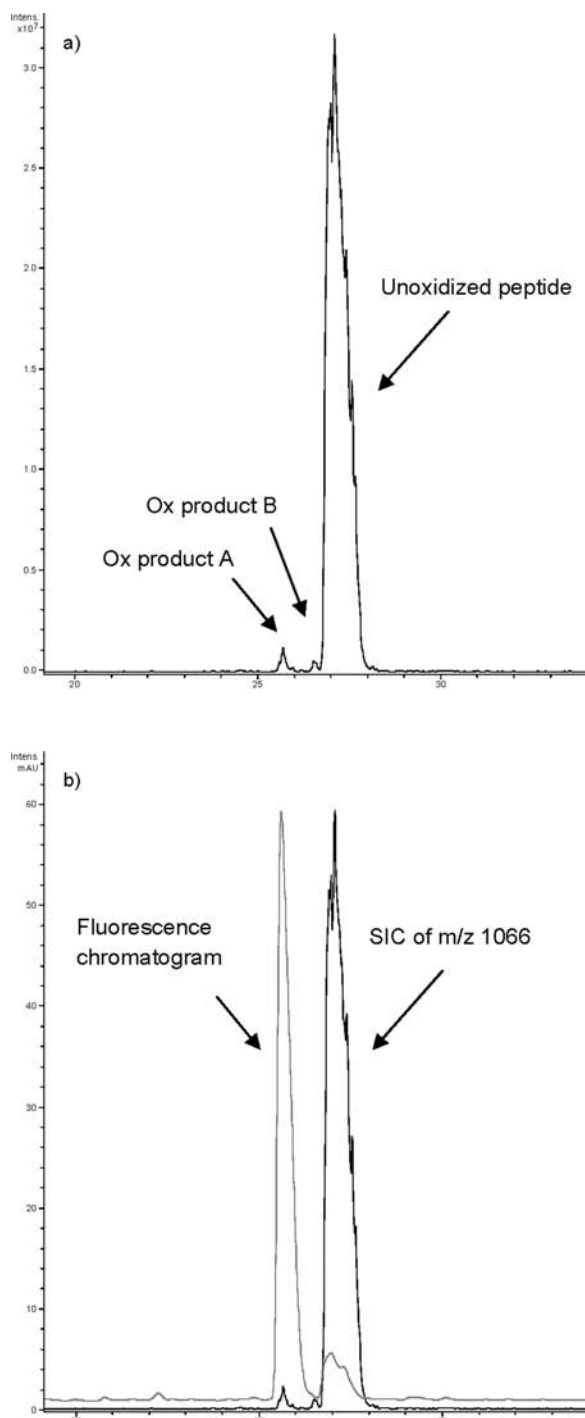 Intens.
x10⁷
a)
3.0
2.5
2.0
Unoxidized peptide
1.5
1.0
Ox product B
Ox product A
0.5
0.0
20
25
30
Intens.
mAU
b)
60
50
Fluorescence
chromatogram
SIC of m/z 1066
40
30
20
10
0